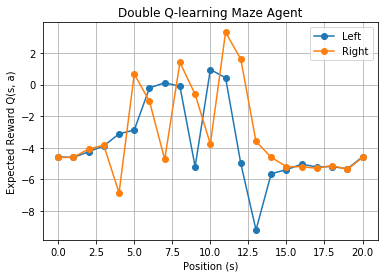 Double Q-learning Maze Agent
Left
Right
Expected Reward Q(s, a)
2
0
−2
−4
−6
−8
0.0 2.5 5.0 7.5 10.0 12.5 15.0 17.5 20.0
Position (s)